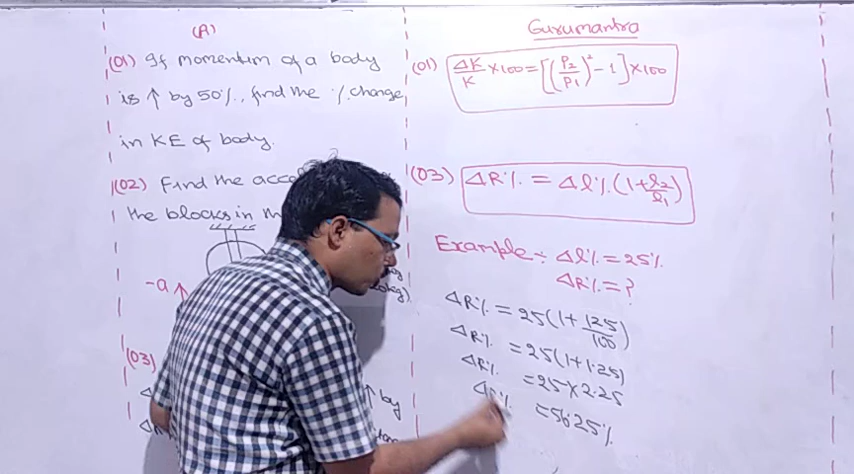 (A)
(01) If momentum of a body
is ↑ by 50%., find the % change
in KE of body.
(02) Find the acc
the blocks in
-a ↑
kg)
(03)
↑ by
Gurumantra
(01) ΔK/K ×100 = [(P₂/P₁)² - 1] ×100
(03) ΔR% = Δl% (1+l₂/l₁)
Example ÷ Δl% = 25%
ΔR% = ?
ΔR% = 25(1+125/100)
ΔR% = 25(1+1.25)
ΔR% = 25×2.25
ΔR% = 56.25%